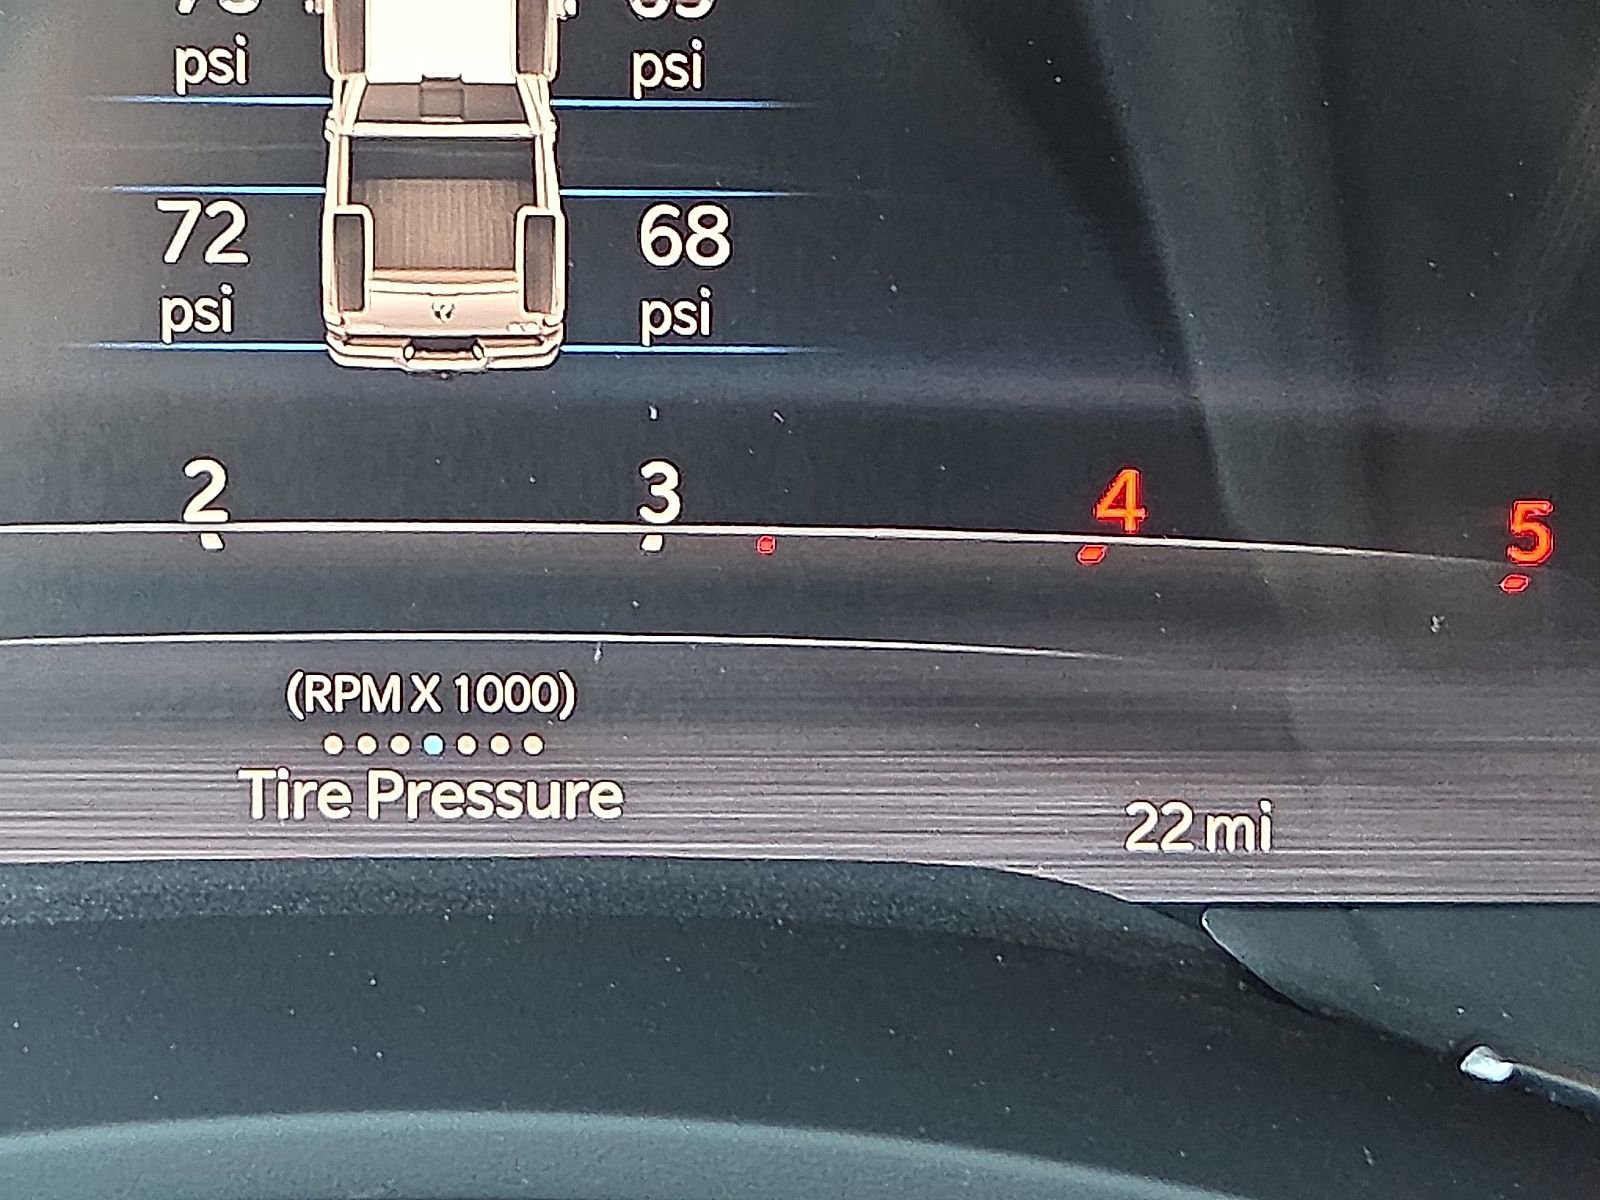 psi psi
72 68
psi psi
2 3 4 5
(RPM X 1000)
Tire Pressure
22 mi